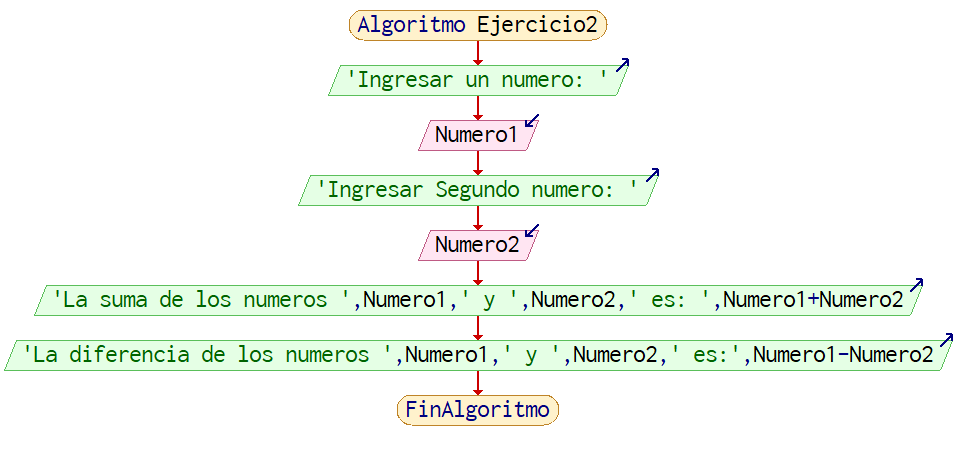 Algoritmo Ejercicio2
'Ingresar un numero: '
Numero1
'Ingresar Segundo numero: '
Numero2
'La suma de los numeros ',Numero1,' y ',Numero2,' es: ',Numero1+Numero2
'La diferencia de los numeros ',Numero1,' y ',Numero2,' es:',Numero1-Numero2
FinAlgoritmo